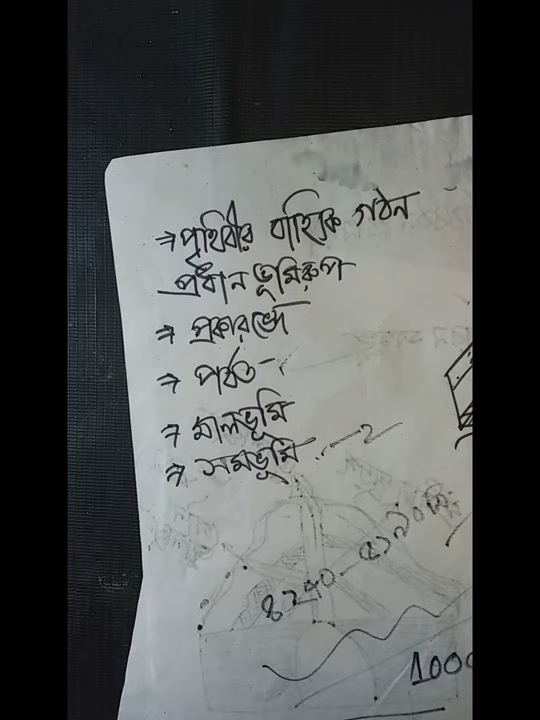 ⇒ পৃথিবীর বাহ্যিক গঠন
প্রধান ভূমিরুপ
⇒ প্রকারভেদ
⇒ পর্বত
⇒ মালভূমি
⇒ সমভূমি
1000